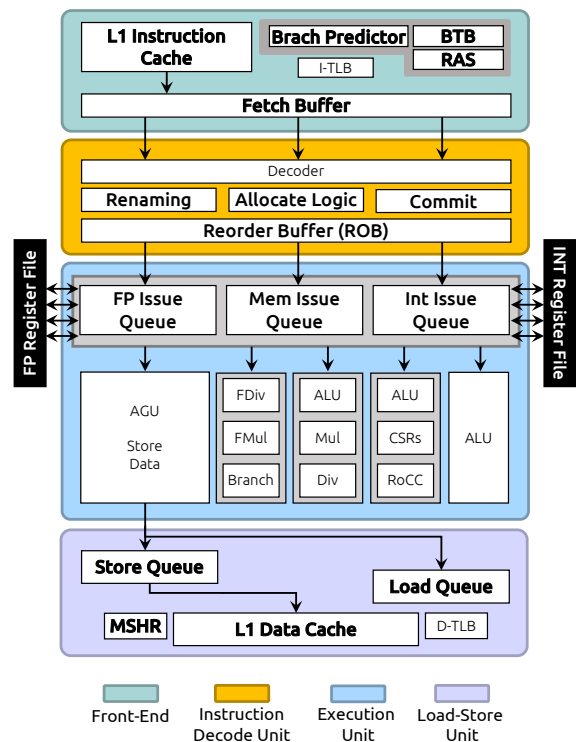 L1 Instruction
Cache
Brach Predictor
BTB
RAS
I-TLB
Fetch Buffer
Decoder
Renaming
Allocate Logic
Commit
Reorder Buffer (ROB)
FP Register File
INT Register File
FP Issue
Queue
Mem Issue
Queue
Int Issue
Queue
AGU
Store
Data
FDiv
FMul
Branch
ALU
Mul
Div
ALU
CSRs
RoCC
ALU
Store Queue
Load Queue
MSHR
L1 Data Cache
D-TLB
Front-End
Instruction
Decode Unit
Execution
Unit
Load-Store
Unit